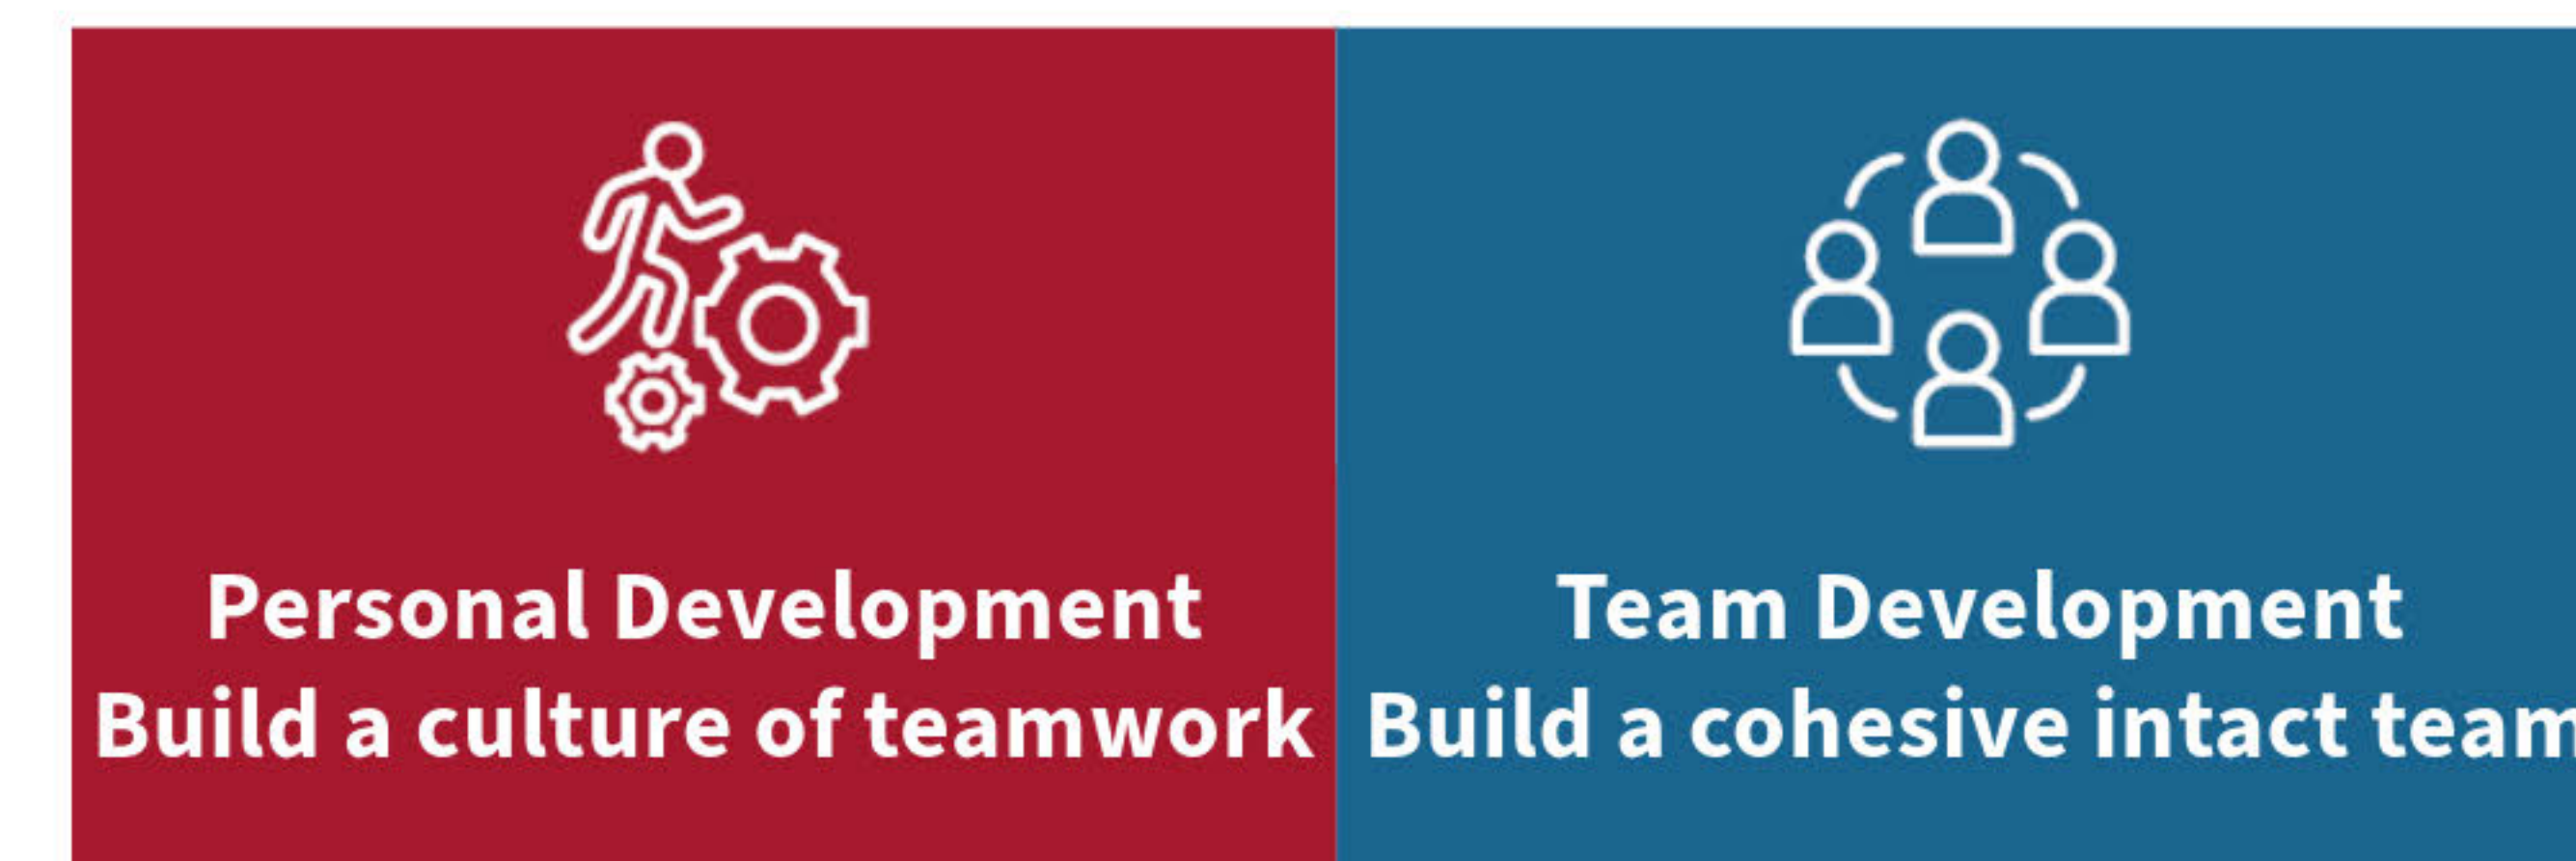 Personal Development
Build a culture of teamwork
Team Development
Build a cohesive intact team